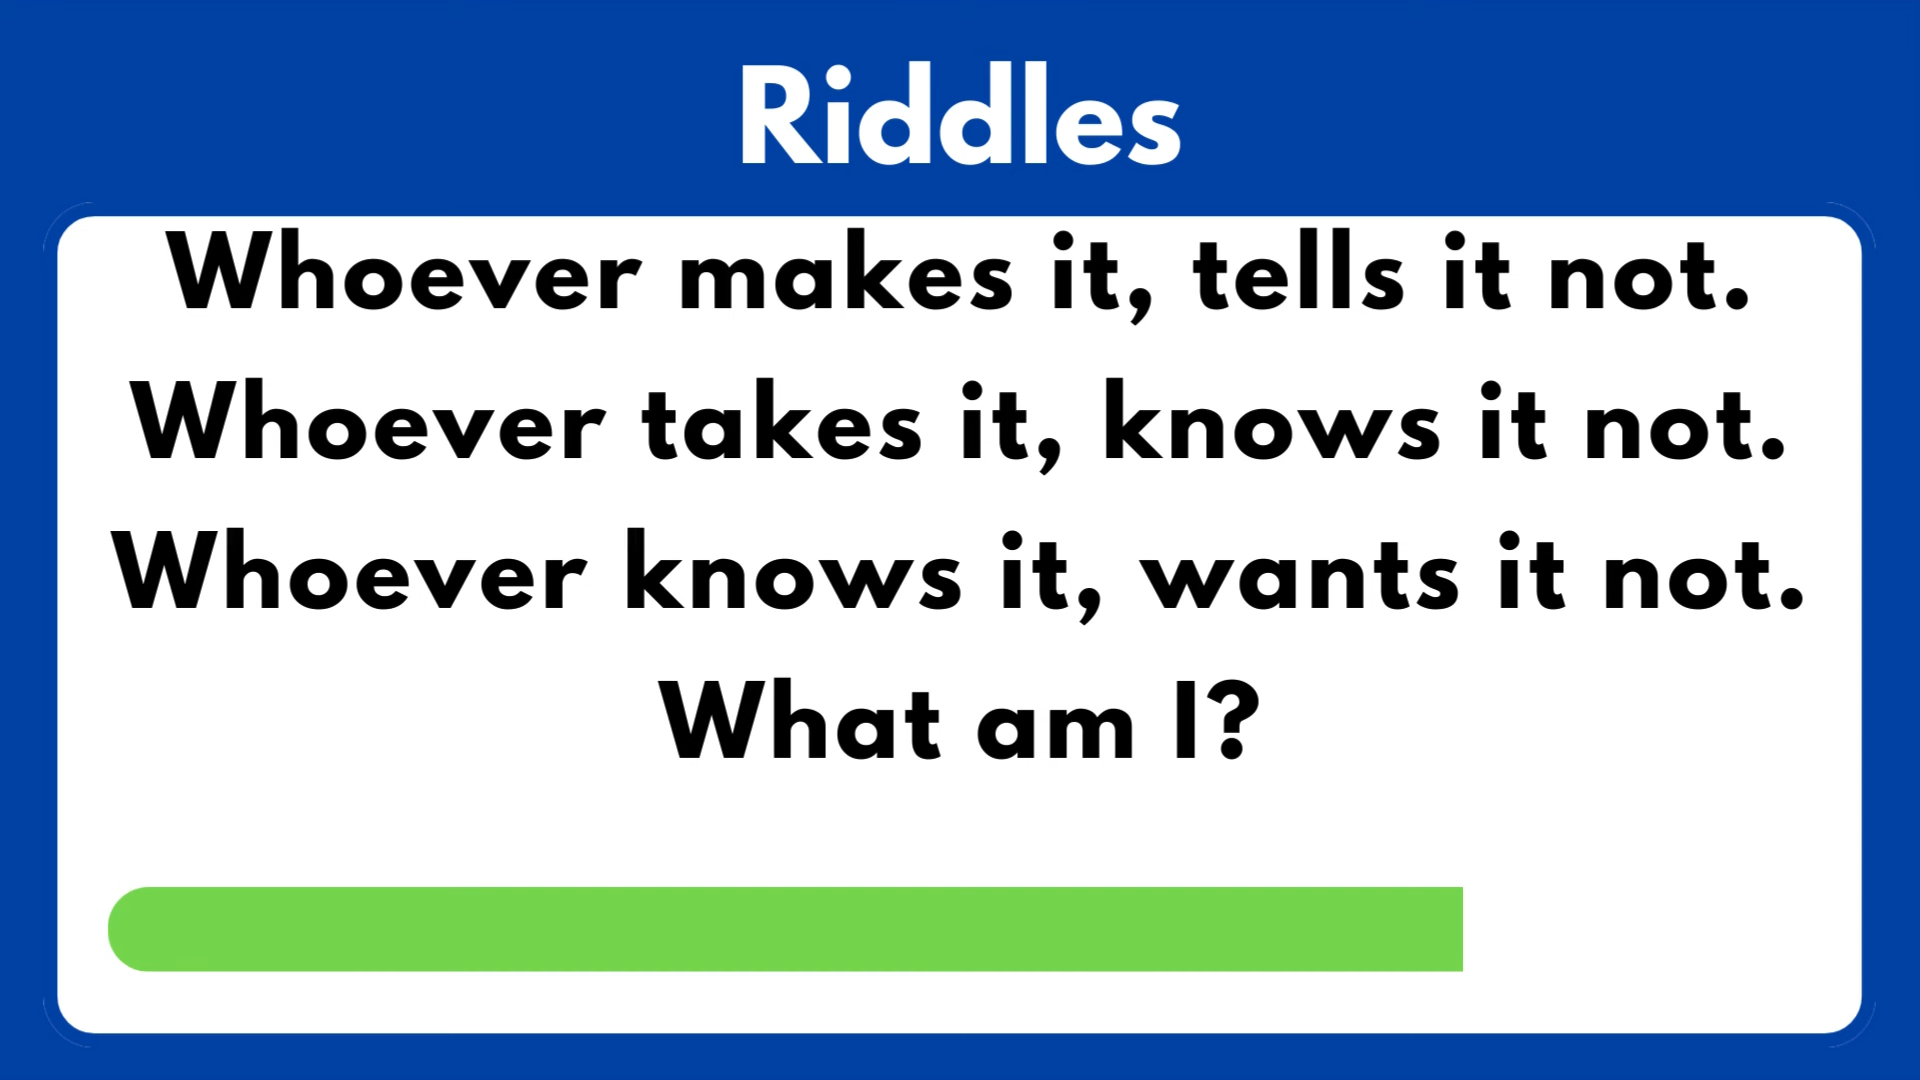 Riddles
Whoever makes it, tells it not.
Whoever takes it, knows it not.
Whoever knows it, wants it not.
What am I?